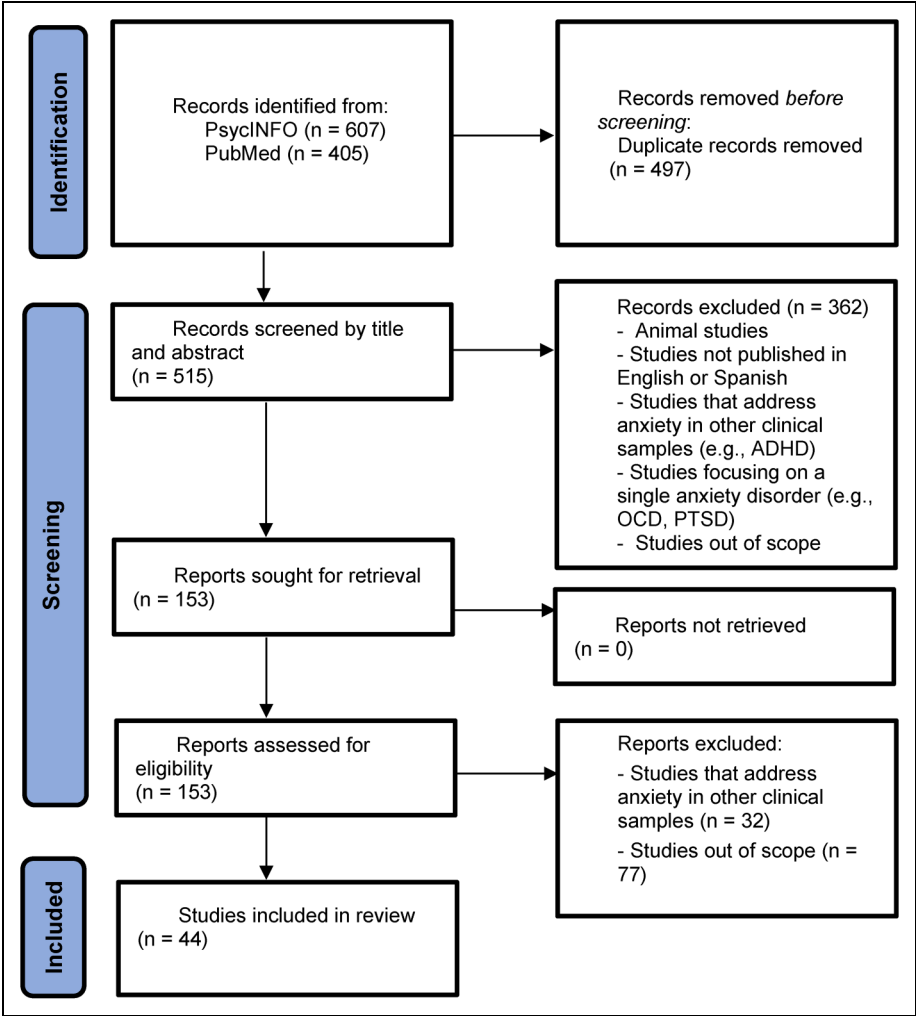 Identification
Records identified from:
PsycINFO (n = 607)
PubMed (n = 405)
Records removed before
screening:
Duplicate records removed
(n = 497)
Screening
Records screened by title
and abstract
(n = 515)
Records excluded (n = 362)
- Animal studies
- Studies not published in
English or Spanish
- Studies that address
anxiety in other clinical
samples (e.g., ADHD)
- Studies focusing on a
single anxiety disorder (e.g.,
OCD, PTSD)
- Studies out of scope
Reports sought for retrieval
(n = 153)
Reports not retrieved
(n = 0)
Reports assessed for
eligibility
(n = 153)
Reports excluded:
- Studies that address
anxiety in other clinical
samples (n = 32)
- Studies out of scope (n =
77)
Included
Studies included in review
(n = 44)